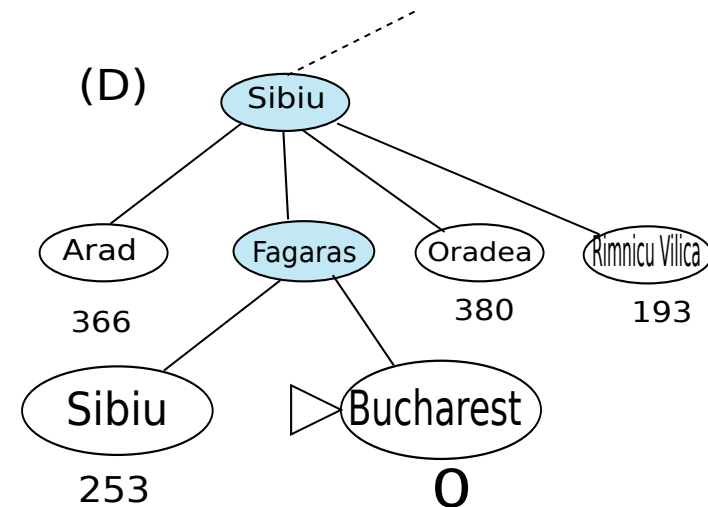 (D)
Sibiu
Arad
Fagaras
Oradea
Rimnicu Vilica
366
380
193
Sibiu
Bucharest
253
0